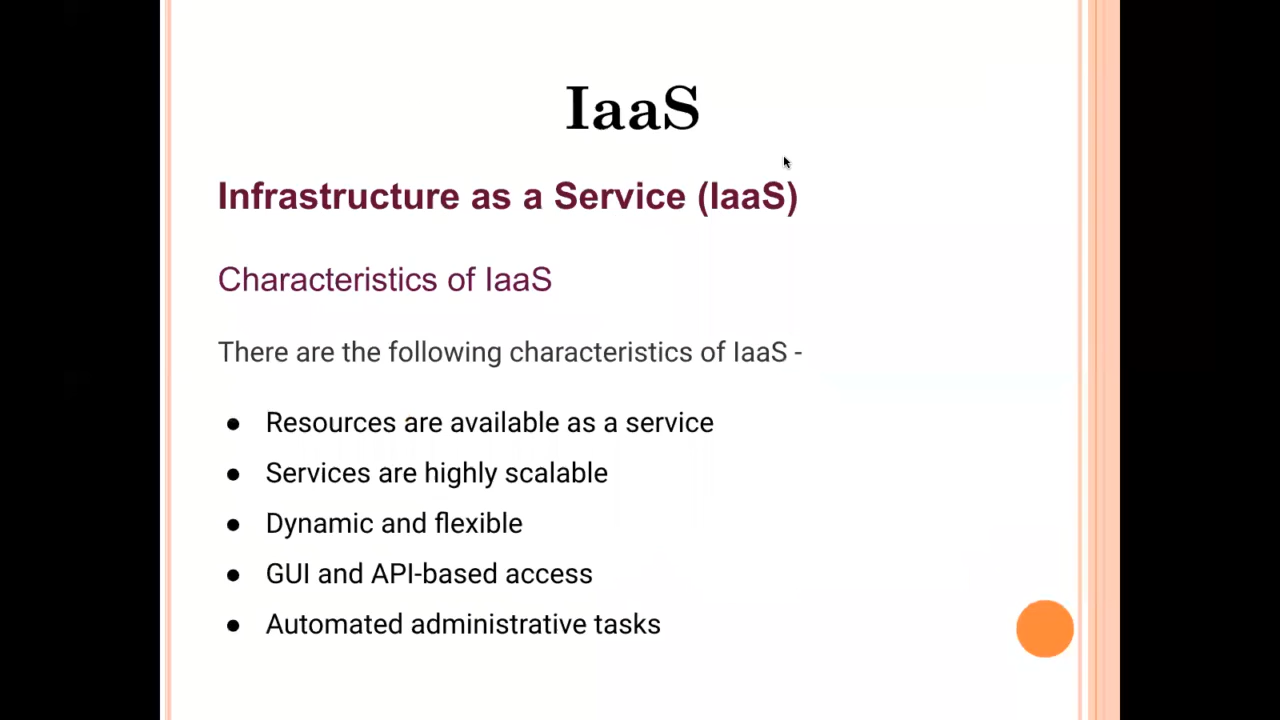 IaaS
Infrastructure as a Service (IaaS)
Characteristics of IaaS
There are the following characteristics of IaaS -
● Resources are available as a service
● Services are highly scalable
● Dynamic and flexible
● GUI and API-based access
● Automated administrative tasks